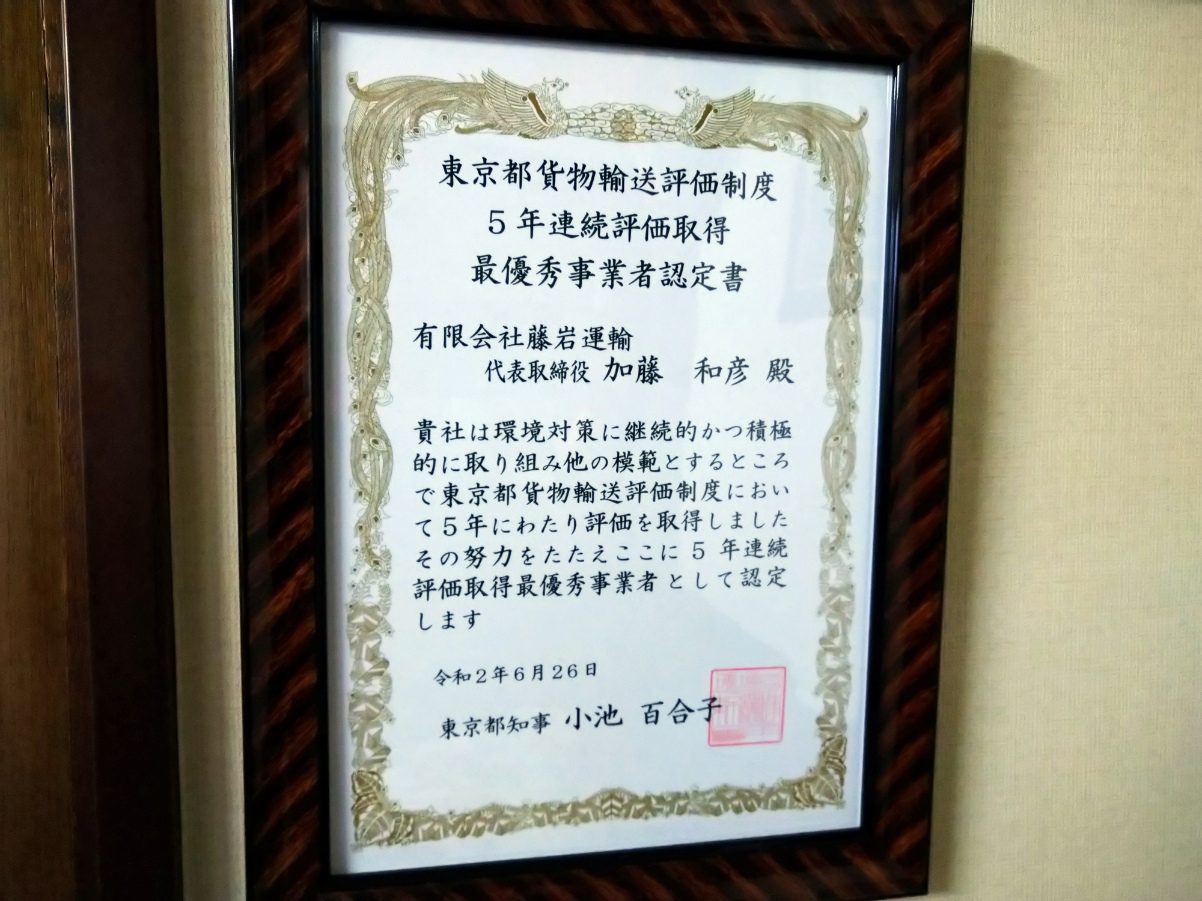 東京都貨物輸送評価制度
５年連続評価取得
最優秀事業者認定書
有限会社藤岩運輸
代表取締役 加藤　和彦 殿
貴社は環境対策に継続的かつ積極
的に取り組み他の模範とするところ
で東京都貨物輸送評価制度におい
て５年にわたり評価を取得しました
その努力をたたえここに５年連続
評価取得最優秀事業者として認定
します
令和２年６月２６日
東京都知事 小池 百合子